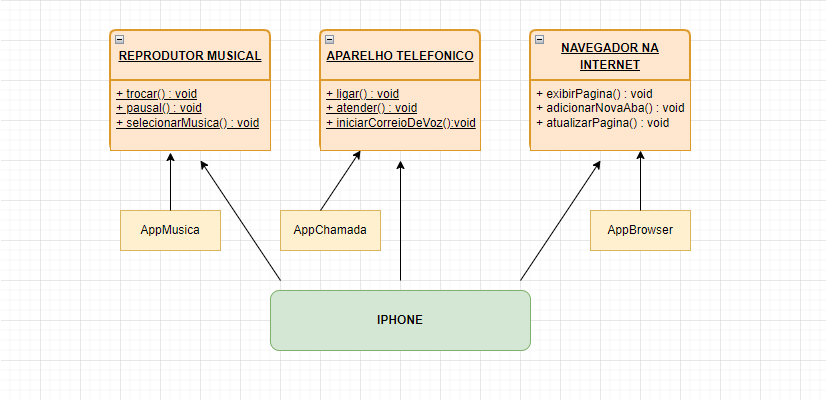 REPRODUTOR MUSICAL
+ trocar() : void
+ pausal() : void
+ selecionarMusica() : void
APARELHO TELEFONICO
+ ligar() : void
+ atender() : void
+ iniciarCorreioDeVoz():void
NAVEGADOR NA
INTERNET
+ exibirPagina() : void
+ adicionarNovaAba() : void
+ atualizarPagina() : void
AppMusica
AppChamada
AppBrowser
IPHONE